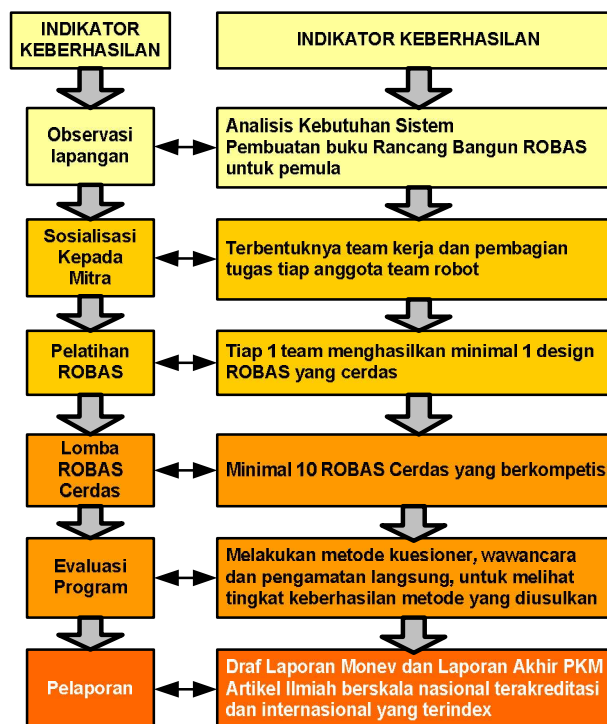 INDIKATOR
KEBERHASILAN
INDIKATOR KEBERHASILAN
Observasi
lapangan
Analisis Kebutuhan Sistem
Pembuatan buku Rancang Bangun ROBAS
untuk pemula
Sosialisasi
Kepada
Mitra
Terbentuknya team kerja dan pembagian
tugas tiap anggota team robot
Pelatihan
ROBAS
Tiap 1 team menghasilkan minimal 1 design
ROBAS yang cerdas
Lomba
ROBAS
Cerdas
Minimal 10 ROBAS Cerdas yang berkompetis
Evaluasi
Program
Melakukan metode kuesioner, wawancara
dan pengamatan langsung, untuk melihat
tingkat keberhasilan metode yang diusulkan
Pelaporan
Draf Laporan Monev dan Laporan Akhir PKM
Artikel Ilmiah berskala nasional terakreditasi
dan internasional yang terindex